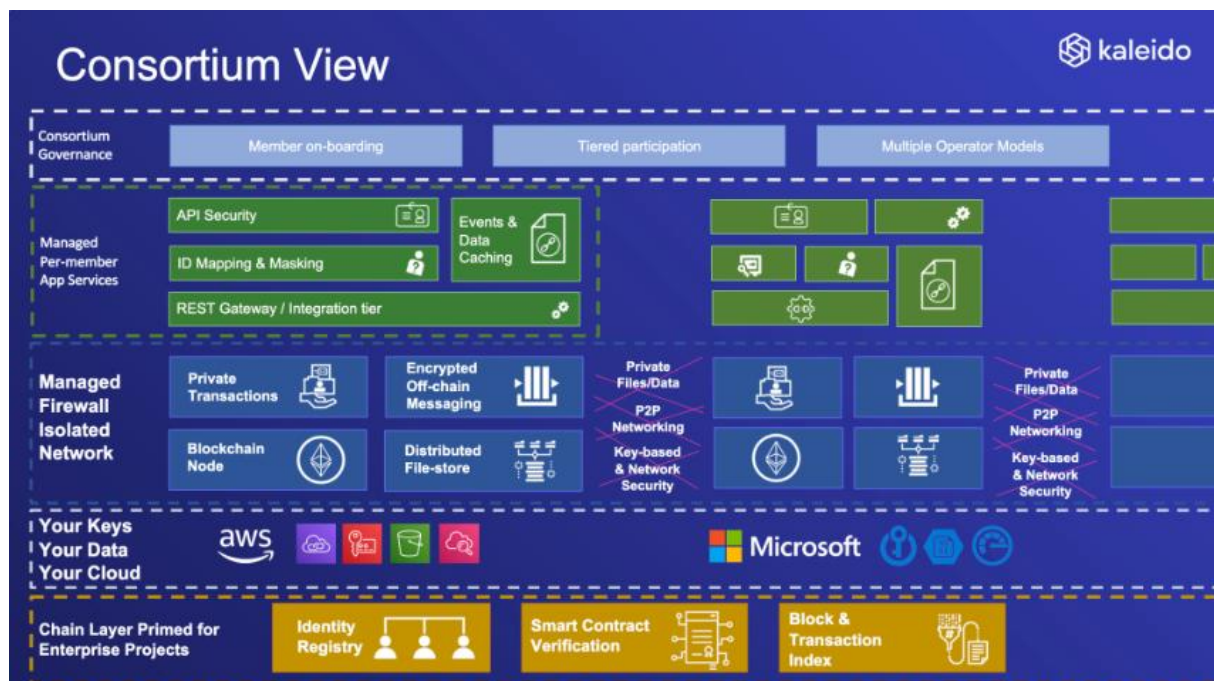 Consortium View
kaleido
Consortium
Governance
Member on-boarding
Tiered participation
Multiple Operator Models
Managed
Per-member
App Services
API Security
ID Mapping & Masking
Events &
Data
Caching
REST Gateway / Integration tier
Managed
Firewall
Isolated
Network
Private
Transactions
Encrypted
Off-chain
Messaging
Blockchain
Node
Distributed
File-store
Private
Files/Data
P2P
Networking
Key-based
& Network
Security
Private
Files/Data
P2P
Networking
Key-based
& Network
Security
Your Keys
Your Data
Your Cloud
aws
Microsoft
Chain Layer Primed for
Enterprise Projects
Identity
Registry
Smart Contract
Verification
Block &
Transaction
Index